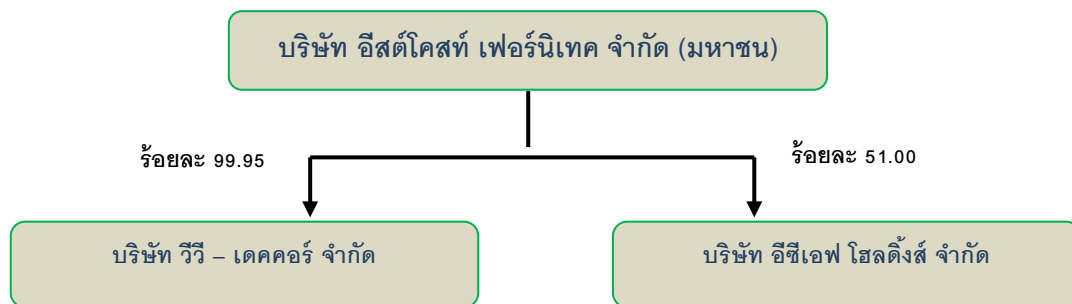 บริษัท อีสต์โคสท์ เฟอร์นิเทค จำกัด (มหาชน)
ร้อยละ 99.95
ร้อยละ 51.00
บริษัท วีวี – เดคคอร์ จำกัด
บริษัท อีซีเอฟ โฮลดิ้งส์ จำกัด